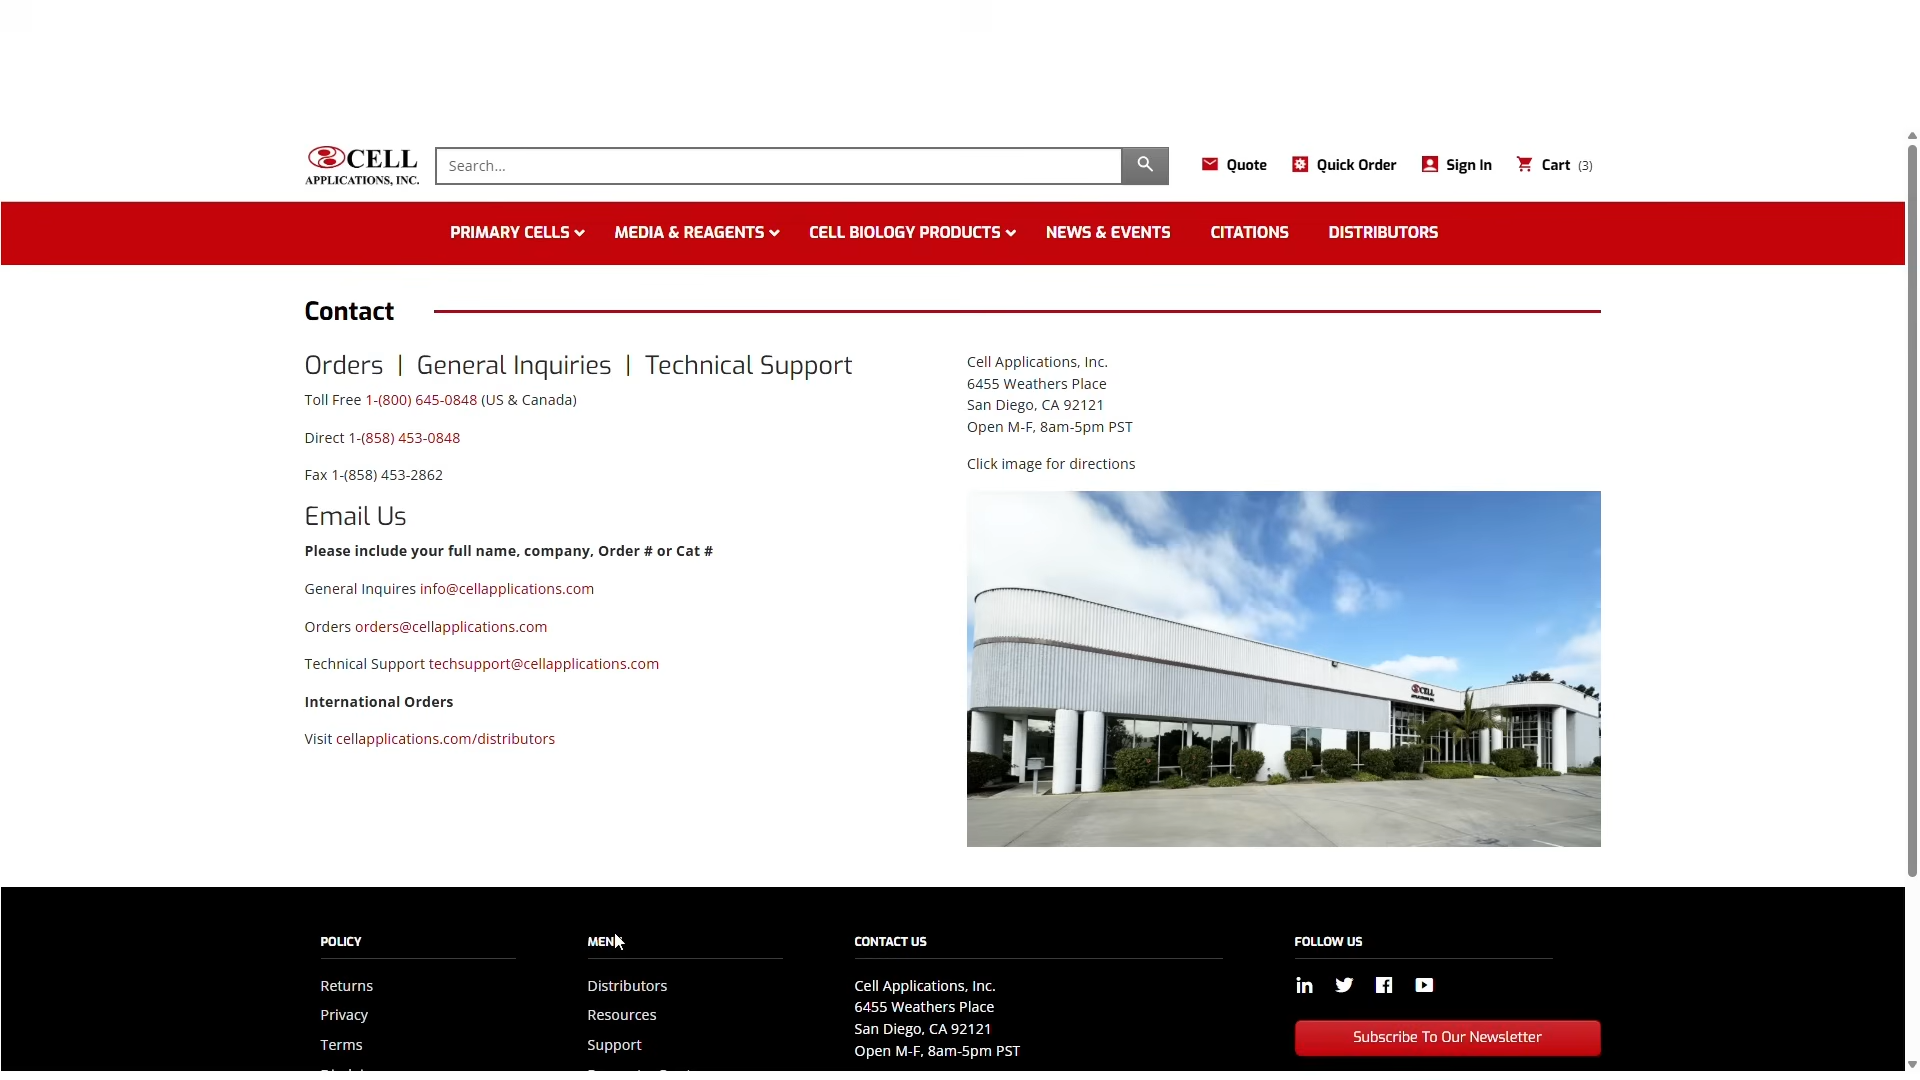 CELL
APPLICATIONS, INC.
Search...
Quote
Quick Order
Sign In
Cart (3)
PRIMARY CELLS
MEDIA & REAGENTS
CELL BIOLOGY PRODUCTS
NEWS & EVENTS
CITATIONS
DISTRIBUTORS
Contact
Orders | General Inquiries | Technical Support
Toll Free 1-(800) 645-0848 (US & Canada)
Direct 1-(858) 453-0848
Fax 1-(858) 453-2862
Email Us
Please include your full name, company, Order # or Cat #
General Inquires info@cellapplications.com
Orders orders@cellapplications.com
Technical Support techsupport@cellapplications.com
International Orders
Visit cellapplications.com/distributors
Cell Applications, Inc.
6455 Weathers Place
San Diego, CA 92121
Open M-F, 8am-5pm PST
Click image for directions
CELL
POLICY
Returns
Privacy
Terms
MENU
Distributors
Resources
Support
CONTACT US
Cell Applications, Inc.
6455 Weathers Place
San Diego, CA 92121
Open M-F, 8am-5pm PST
FOLLOW US
Subscribe To Our Newsletter